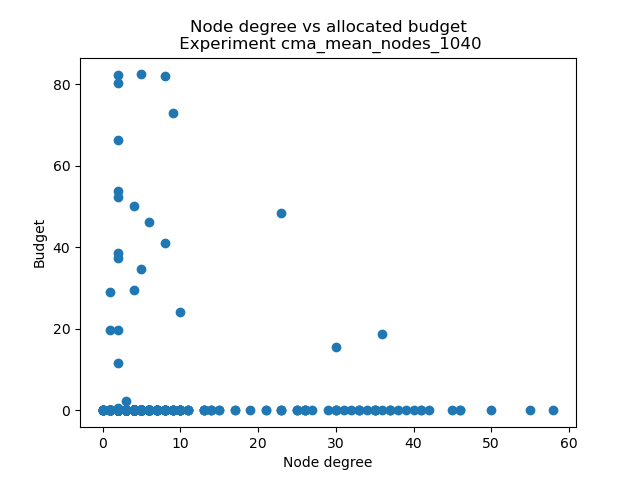 Node degree vs allocated budget
Experiment cma_mean_nodes_1040
80
60
40
20
0
Budget
0 10 20 30 40 50 60
Node degree